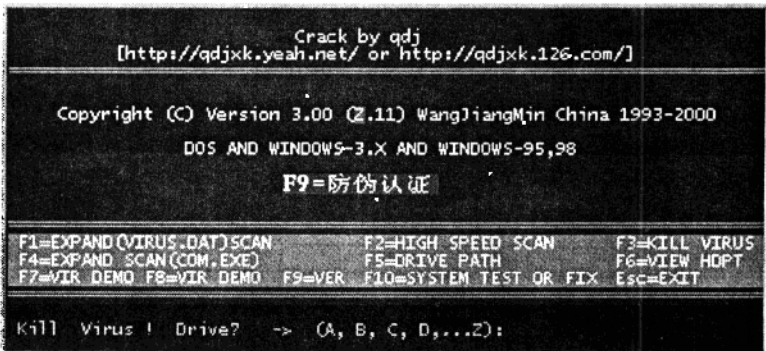 Crack by qdj
[http://qdjxk.yeah.net/ or http://qdjxk.126.com/]
Copyright (C) Version 3.00 (Z.11) WangJiangMin China 1993-2000
DOS AND WINDOWS-3.X AND WINDOWS-95,98
F9=防伪认证
F1=EXPAND(VIRUS.DAT)SCAN F2=HIGH SPEED SCAN F3=KILL VIRUS
F4=EXPAND SCAN(COM.EXE) F5=DRIVE PATH F6=VIEW HDPT
F7=VIR DEMO F8=VIR DEMO F9=VER F10=SYSTEM TEST OR FIX Esc=EXIT
Kill Virus ! Drive? -> (A, B, C, D,...Z):